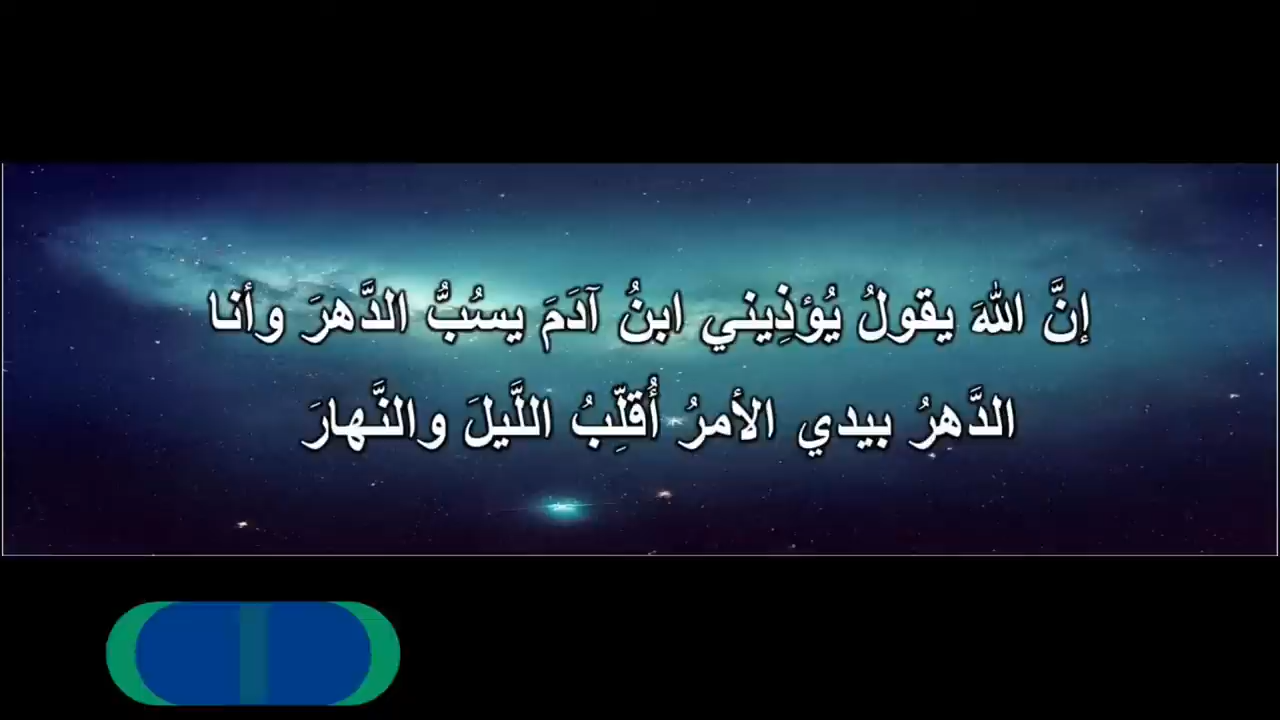 إنَّ اللهَ يقولُ يُؤذِيني ابنُ آدَمَ يسُبُّ الدَّهرَ وأنا
الدَّهرُ بيدي الأمرُ أُقلِّبُ اللَّيلَ والنَّهارَ